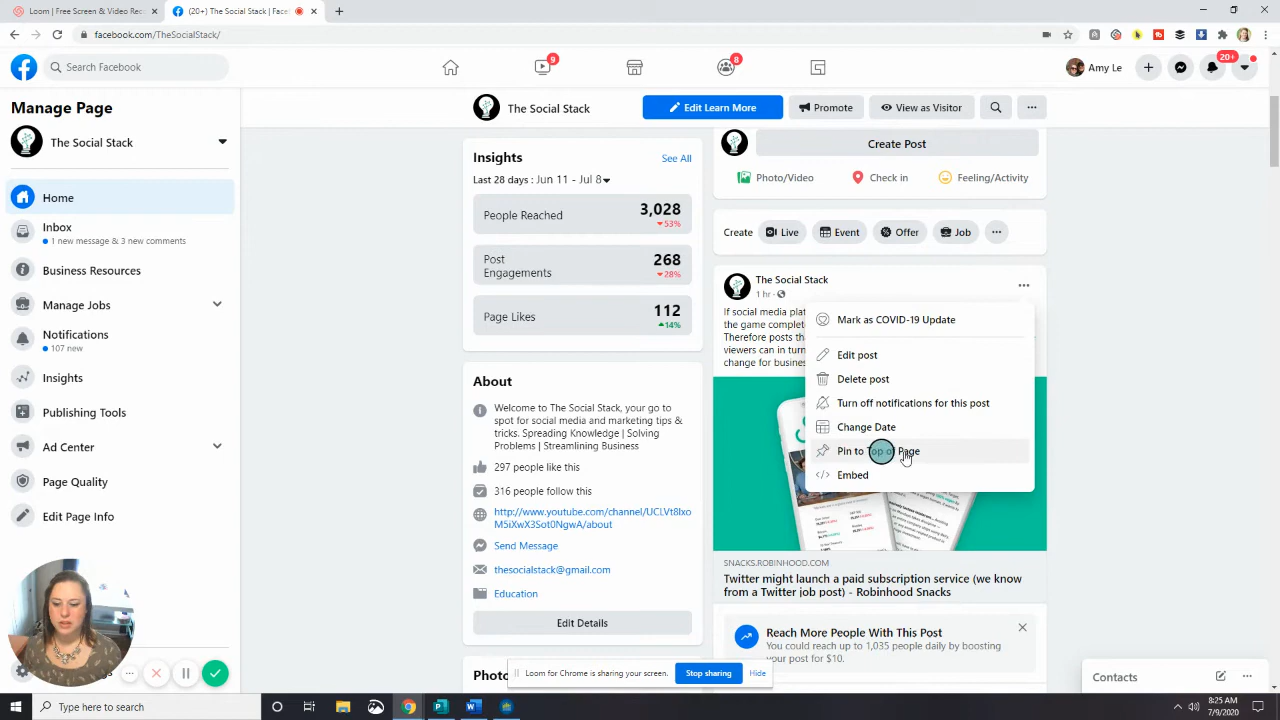 Loom | Free Screen & Video Rec
(20+) The Social Stack | Face
facebook.com/TheSocialStack/
Search Facebook
9
8
Amy Le
20+
Manage Page
The Social Stack
Home
Inbox
1 new message & 3 new comments
Business Resources
Manage Jobs
Notifications
107 new
Insights
Publishing Tools
Ad Center
Page Quality
Edit Page Info
The Social Stack
Edit Learn More
Promote
View as Visitor
Insights
See All
Last 28 days : Jun 11 - Jul 8
People Reached
3,028
53%
Post
Engagements
268
28%
Page Likes
112
14%
About
Welcome to The Social Stack, your go to
spot for social media and marketing tips &
tricks. Spreading Knowledge | Solving
Problems | Streamlining Business
297 people like this
316 people follow this
http://www.youtube.com/channel/UCLVt8lxo
M5iXwX3Sot0NgwA/about
Send Message
thesocialstack@gmail.com
Education
Edit Details
Photo
Create Post
Photo/Video
Check in
Feeling/Activity
Create
Live
Event
Offer
Job
The Social Stack
1 hr
If social media plat
the game complet
Therefore posts th
viewers can in turn
change for busines
Mark as COVID-19 Update
Edit post
Delete post
Turn off notifications for this post
Change Date
Pin to Top of Page
Embed
SNACKS.ROBINHOOD.COM
Twitter might launch a paid subscription service (we know
from a Twitter job post) - Robinhood Snacks
Reach More People With This Post
You could reach up to 1,035 people daily by boosting
your post for $10.
Loom for Chrome is sharing your screen.
Stop sharing
Hide
Contacts
Type here to search
8:25 AM
7/9/2020